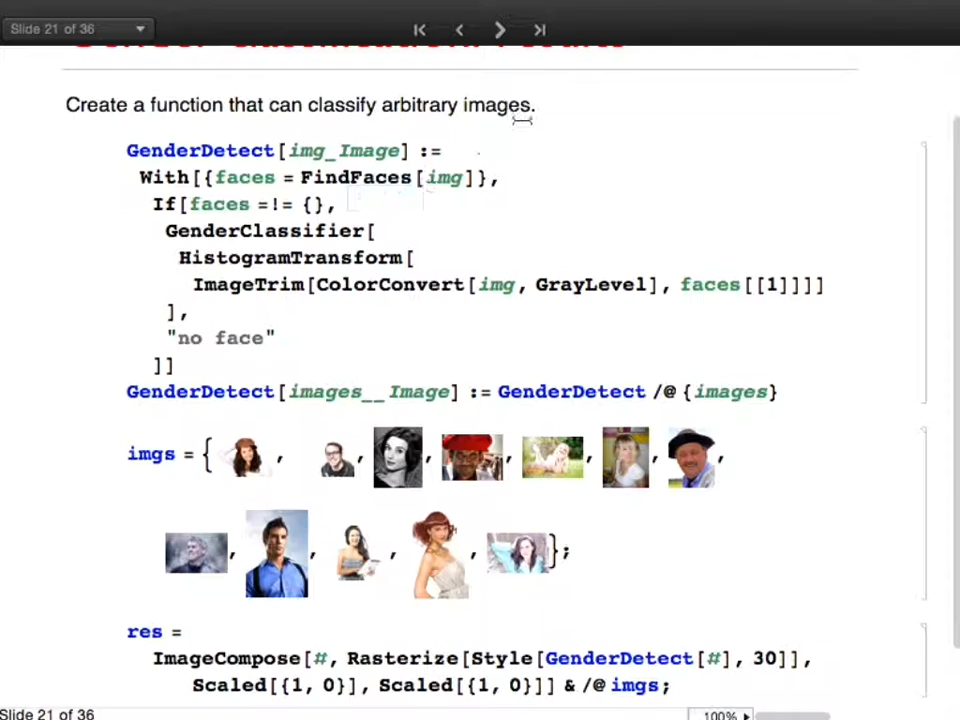 Slide 21 of 36
Create a function that can classify arbitrary images.
GenderDetect[img_Image] :=
With[{faces = FindFaces[img]},
If[faces =!= {},
GenderClassifier[
HistogramTransform[
ImageTrim[ColorConvert[img, GrayLevel], faces[[1]]]]
],
"no face"
]]
GenderDetect[images__Image] := GenderDetect /@ {images}
imgs = { , , , , , , ,
, , , , };
res =
ImageCompose[#, Rasterize[Style[GenderDetect[#], 30]],
Scaled[{1, 0}], Scaled[{1, 0}]] & /@ imgs;
Slide 21 of 36
100%